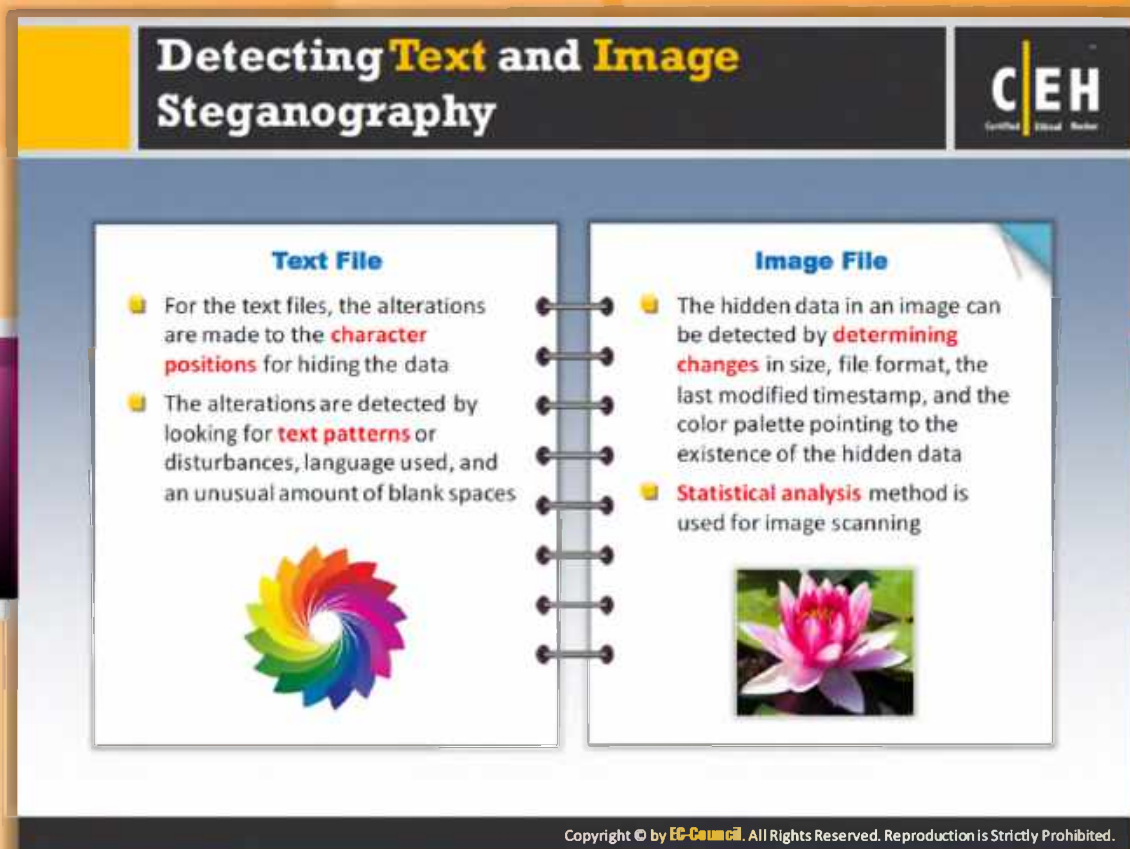 Detecting Text and Image
Steganography
C|EH
Certified Ethical Hacker
Text File
For the text files, the alterations
are made to the character
positions for hiding the data
The alterations are detected by
looking for text patterns or
disturbances, language used, and
an unusual amount of blank spaces
Image File
The hidden data in an image can
be detected by determining
changes in size, file format, the
last modified timestamp, and the
color palette pointing to the
existence of the hidden data
Statistical analysis method is
used for image scanning
Copyright © by EC-Council. All Rights Reserved. Reproduction is Strictly Prohibited.